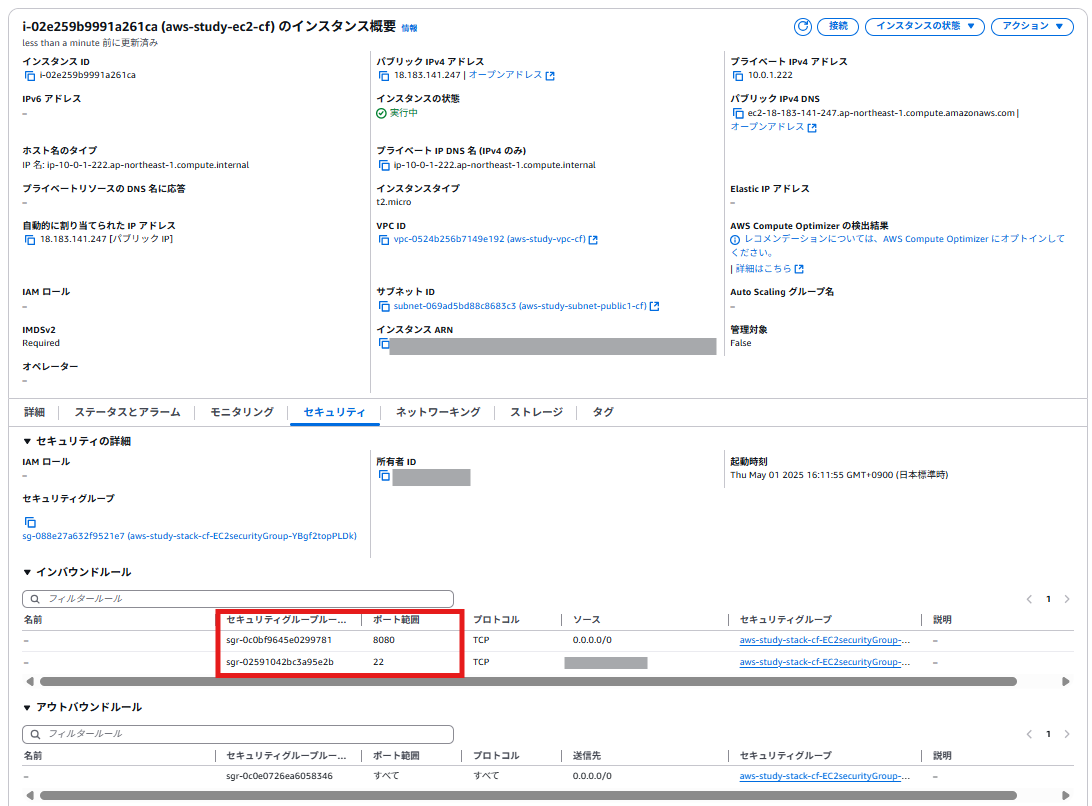 i-02e259b9991a261ca (aws-study-ec2-cf) のインスタンス概要 情報
接続 インスタンスの状態 アクション
less than a minute 前に更新済み
インスタンス ID
i-02e259b9991a261ca
パブリック IPv4 アドレス
18.183.141.247 | オープンアドレス
プライベート IPv4 アドレス
10.0.1.222
IPv6 アドレス
–
インスタンスの状態
実行中
パブリック IPv4 DNS
ec2-18-183-141-247.ap-northeast-1.compute.amazonaws.com |
オープンアドレス
ホスト名のタイプ
IP 名: ip-10-0-1-222.ap-northeast-1.compute.internal
プライベート IP DNS 名 (IPv4 のみ)
ip-10-0-1-222.ap-northeast-1.compute.internal
プライベートリソースの DNS 名に応答
–
インスタンスタイプ
t2.micro
Elastic IP アドレス
–
自動的に割り当てられた IP アドレス
18.183.141.247 [パブリック IP]
VPC ID
vpc-0524b256b7149e192 (aws-study-vpc-cf)
AWS Compute Optimizer の検出結果
レコメンデーションについては、AWS Compute Optimizer にオプトインして
ください。
| 詳細はこちら
IAM ロール
–
サブネット ID
subnet-069ad5bd88c8683c3 (aws-study-subnet-public1-cf)
Auto Scaling グループ名
–
IMDSv2
Required
インスタンス ARN
管理対象
False
オペレーター
–
詳細 ステータスとアラーム モニタリング セキュリティ ネットワーキング ストレージ タグ
▼ セキュリティの詳細
IAM ロール
–
所有者 ID
起動時刻
Thu May 01 2025 16:11:55 GMT+0900 (日本標準時)
セキュリティグループ
sg-088e27a632f9521e7 (aws-study-stack-cf-EC2securityGroup-YBgf2topPLDk)
▼ インバウンドルール
フィルタールール
1
名前 セキュリティグループルー... ポート範囲 プロトコル ソース セキュリティグループ 説明
– sgr-0c0bf9645e0299781 8080 TCP 0.0.0.0/0 aws-study-stack-cf-EC2securityGroup-... –
– sgr-02591042bc3a95e2b 22 TCP aws-study-stack-cf-EC2securityGroup-... –
▼ アウトバウンドルール
フィルタールール
1
名前 セキュリティグループルー... ポート範囲 プロトコル 送信先 セキュリティグループ 説明
– sgr-0c0e0726ea6058346 すべて すべて 0.0.0.0/0 aws-study-stack-cf-EC2securityGroup-... –